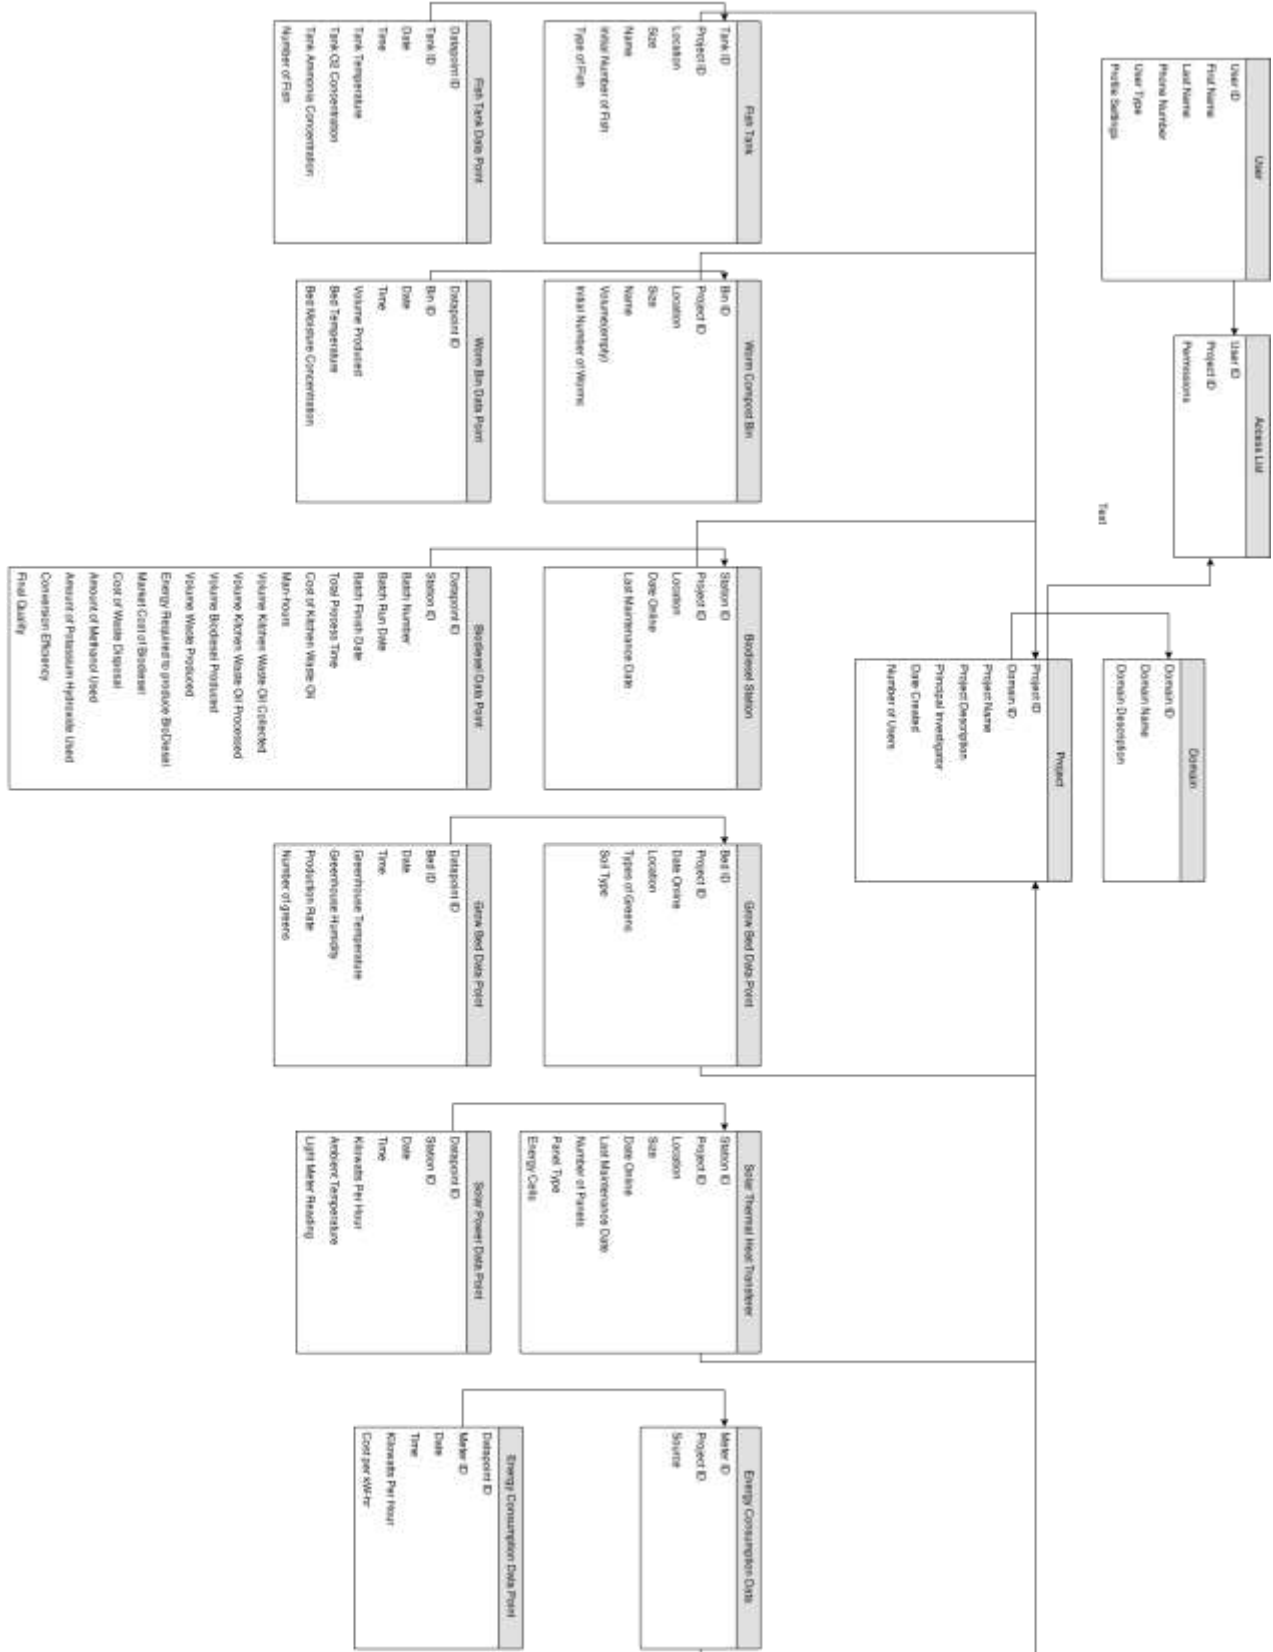 User
User ID
First Name
Last Name
Phone Number
User Type
Profile Settings
Access List
User ID
Project ID
Permissions
Text
Domain
Domain ID
Domain Name
Domain Description
Project
Project ID
Domain ID
Project Name
Project Description
Principal Investigator
Date Created
Number of Users
Fish Tank
Tank ID
Project ID
Location
Size
Name
Initial Number of Fish
Type of Fish
Worm Compost Bin
Bin ID
Project ID
Location
Size
Name
Volume(empty)
Initial Number of Worms
Biodiesel Station
Station ID
Project ID
Location
Date Online
Last Maintenance Date
Grow Bed Data Point
Bed ID
Project ID
Date Online
Location
Types of Greens
Soil Type
Solar Thermal Heat Transferer
Station ID
Project ID
Location
Size
Date Online
Last Maintenance Date
Number of Panels
Panel Type
Energy Cells
Energy Consumption Data
Meter ID
Project ID
Source
Fish Tank Data Point
Datapoint ID
Tank ID
Date
Time
Tank Temperature
Tank O2 Concentration
Tank Ammonia Concentration
Number of Fish
Worm Bin Data Point
Datapoint ID
Bin ID
Date
Time
Volume Produced
Bed Temperature
Bed Moisture Concentration
Biodiesel Data Point
Datapoint ID
Station ID
Batch Number
Batch Run Date
Batch Finish Date
Total Process Time
Cost of Kitchen Waste Oil
Man-hours
Volume Kitchen Waste Oil Collected
Volume Kitchen Waste Oil Processed
Volume Biodiesel Produced
Volume Waste Produced
Energy Required to produce BioDiesel
Market Cost of Biodiesel
Cost of Waste Disposal
Amount of Methanol Used
Amount of Potassium Hydroxide Used
Conversion Efficiency
Final Quality
Grow Bed Data Point
Datapoint ID
Bed ID
Date
Time
Greenhouse Temperature
Greenhouse Humidity
Production Rate
Number of greens
Solar Power Data Point
Datapoint ID
Station ID
Date
Time
Kilowatts Per Hour
Ambient Temperature
Light Meter Reading
Energy Consumption Data Point
Datapoint ID
Meter ID
Date
Time
Kilowatts Per Hour
Cost per kW-hr